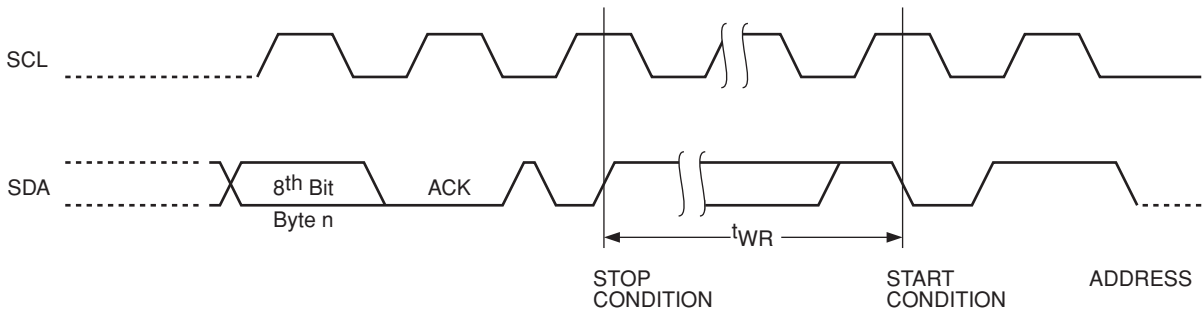 SCL
SDA
8th Bit
ACK
Byte n
tWR
STOP
CONDITION
START
CONDITION
ADDRESS